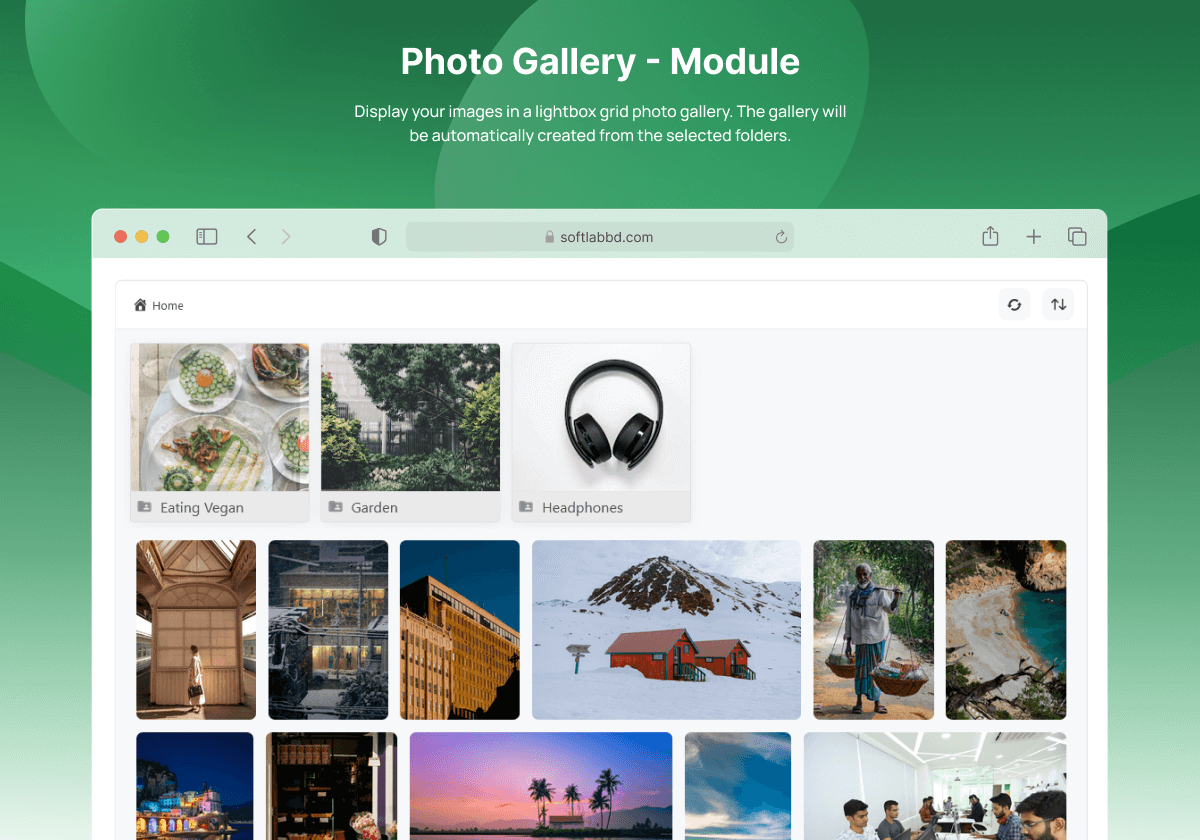 Photo Gallery - Module
Display your images in a lightbox grid photo gallery. The gallery will
be automatically created from the selected folders.
softlabbd.com
Home
Eating Vegan
Garden
Headphones